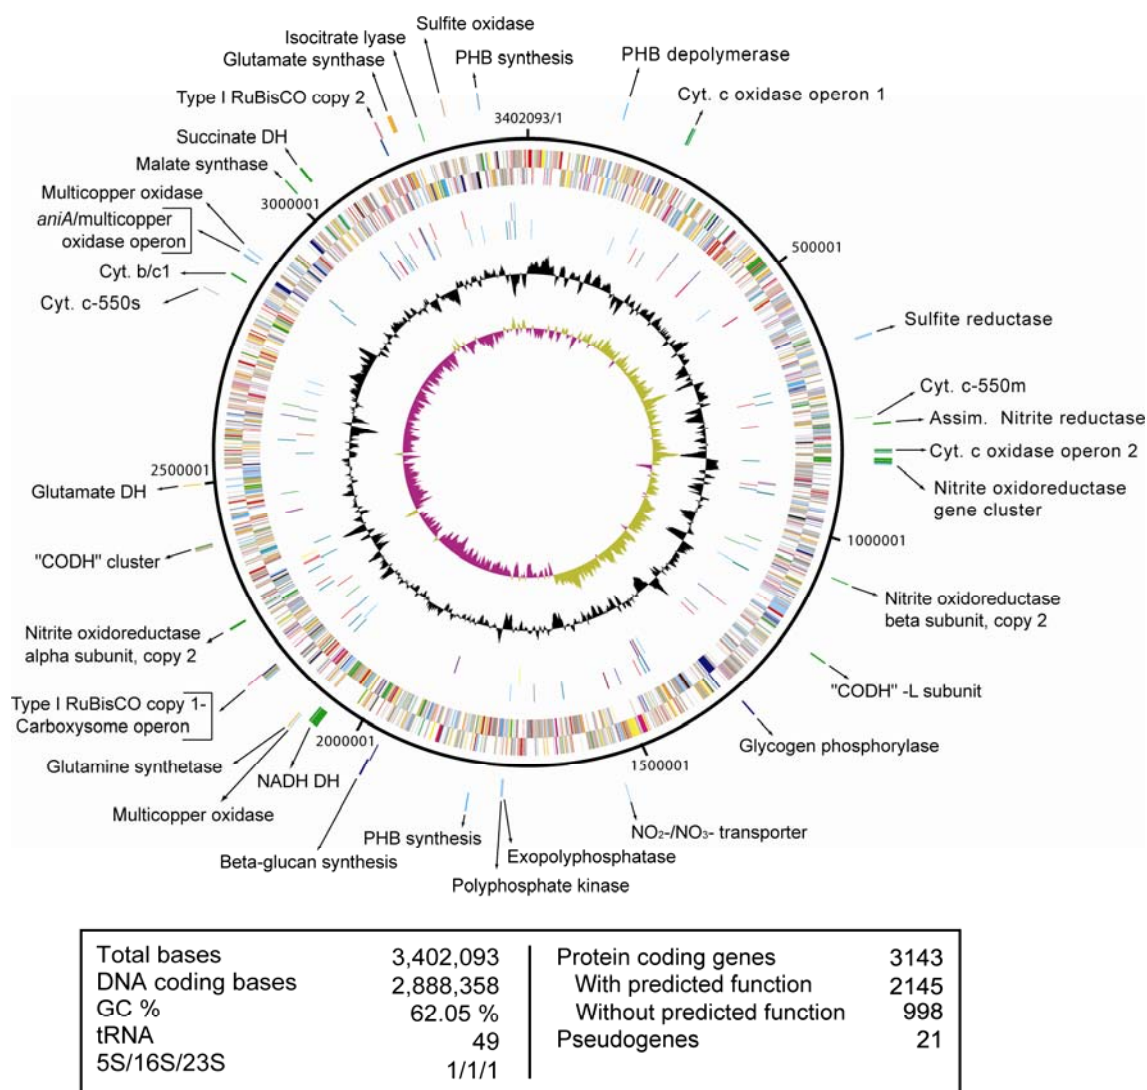 Sulfite oxidase
Isocitrate lyase
Glutamate synthase
PHB synthesis
PHB depolymerase
Type I RuBisCO copy 2
Cyt. c oxidase operon 1
3402093/1
Succinate DH
Malate synthase
Multicopper oxidase
3000001
aniA/multicopper
oxidase operon
500001
Cyt. b/c1
Cyt. c-550s
Sulfite reductase
Cyt. c-550m
Assim. Nitrite reductase
Cyt. c oxidase operon 2
2500001
Glutamate DH
Nitrite oxidoreductase
gene cluster
1000001
"CODH" cluster
Nitrite oxidoreductase
beta subunit, copy 2
Nitrite oxidoreductase
alpha subunit, copy 2
"CODH" -L subunit
Type I RuBisCO copy 1-
Carboxysome operon
Glycogen phosphorylase
2000001
1500001
Glutamine synthetase
NADH DH
Multicopper oxidase
NO2-/NO3- transporter
PHB synthesis
Exopolyphosphatase
Beta-glucan synthesis
Polyphosphate kinase
Total bases 3,402,093
DNA coding bases 2,888,358
GC % 62.05 %
tRNA 49
5S/16S/23S 1/1/1
Protein coding genes 3143
With predicted function 2145
Without predicted function 998
Pseudogenes 21